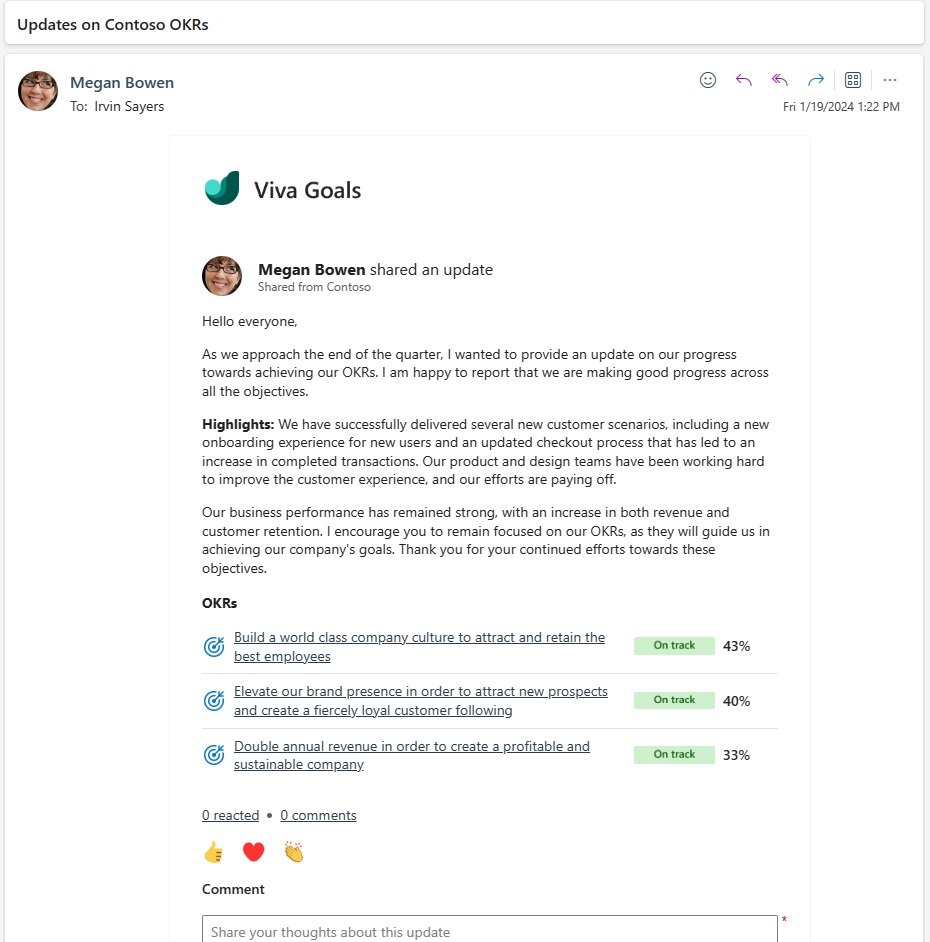 Updates on Contoso OKRs
Megan Bowen
To: Irvin Sayers
Fri 1/19/2024 1:22 PM
Viva Goals
Megan Bowen shared an update
Shared from Contoso
Hello everyone,
As we approach the end of the quarter, I wanted to provide an update on our progress
towards achieving our OKRs. I am happy to report that we are making good progress across
all the objectives.
Highlights: We have successfully delivered several new customer scenarios, including a new
onboarding experience for new users and an updated checkout process that has led to an
increase in completed transactions. Our product and design teams have been working hard
to improve the customer experience, and our efforts are paying off.
Our business performance has remained strong, with an increase in both revenue and
customer retention. I encourage you to remain focused on our OKRs, as they will guide us in
achieving our company's goals. Thank you for your continued efforts towards these
objectives.
OKRs
Build a world class company culture to attract and retain the
best employees
On track 43%
Elevate our brand presence in order to attract new prospects
and create a fiercely loyal customer following
On track 40%
Double annual revenue in order to create a profitable and
sustainable company
On track 33%
0 reacted • 0 comments
Comment
*
Share your thoughts about this update